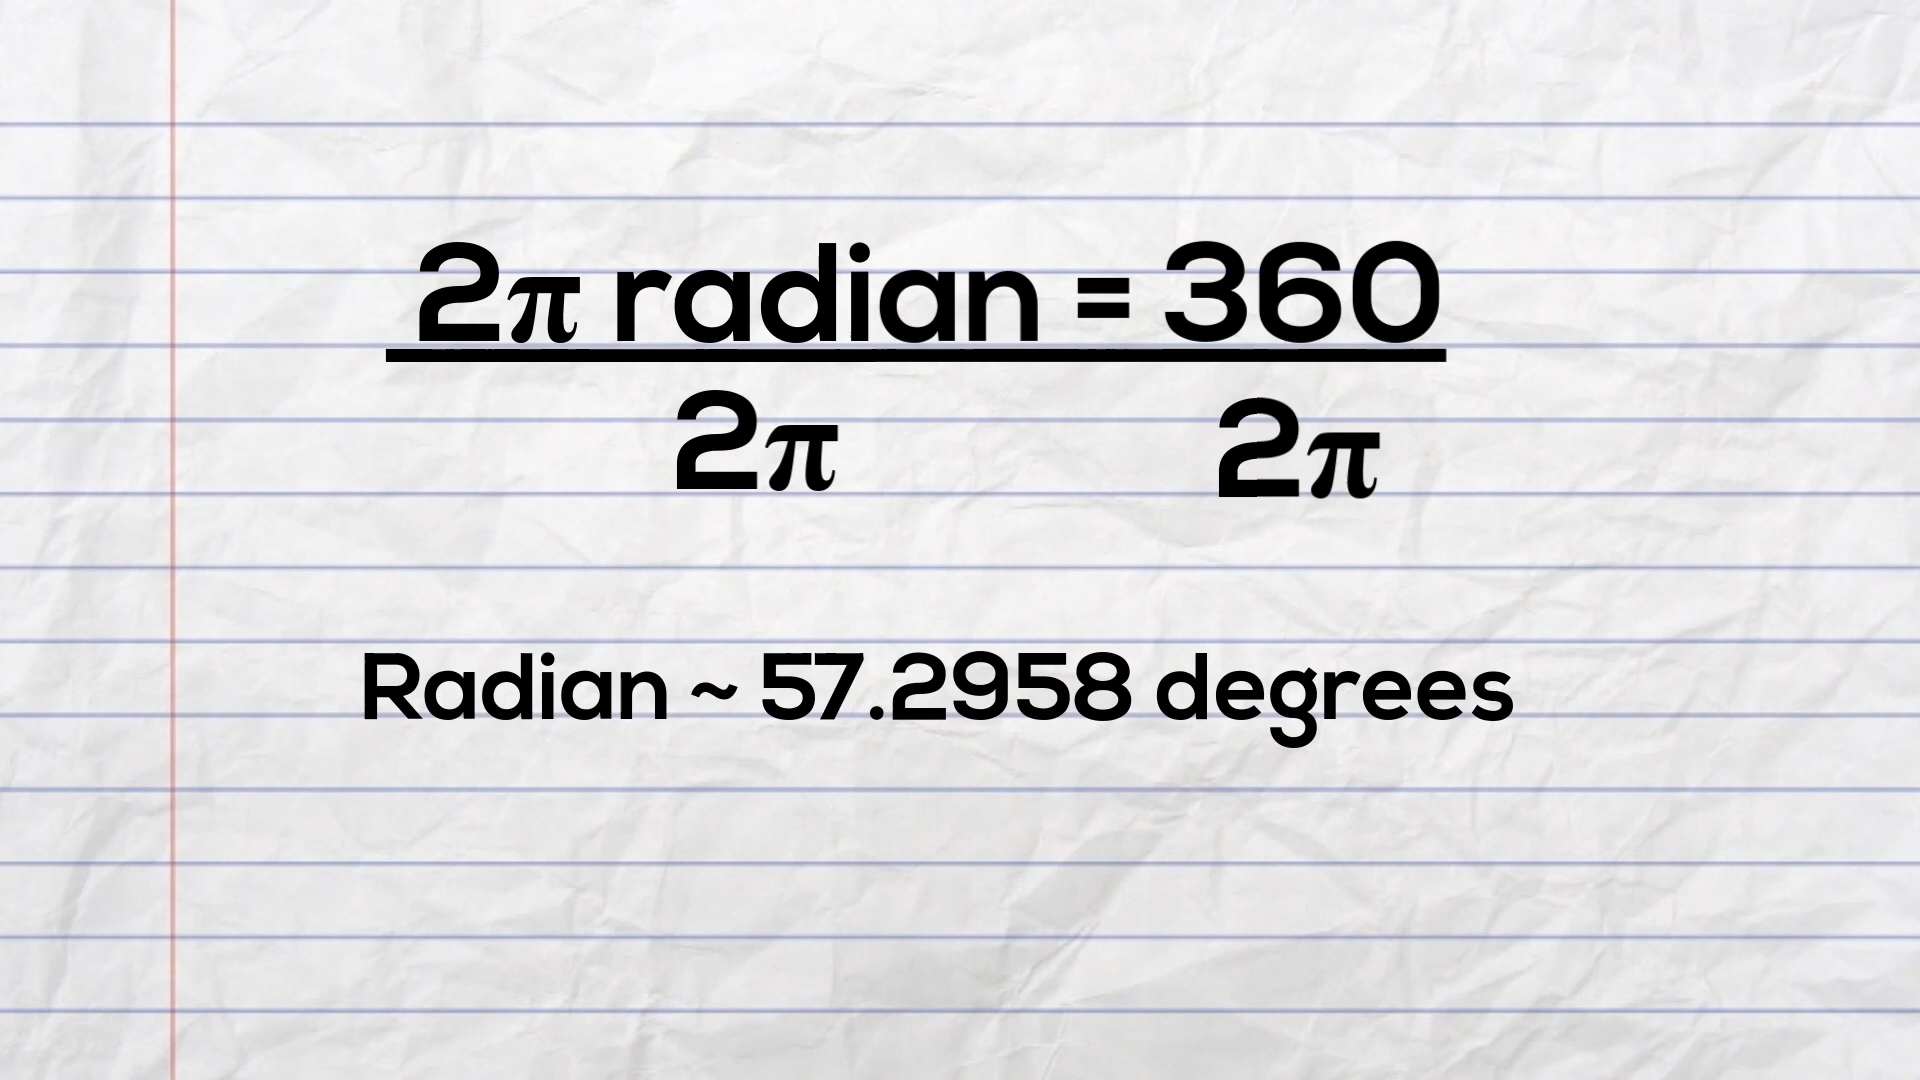 2π radian = 360
2π 2π
Radian ~ 57.2958 degrees